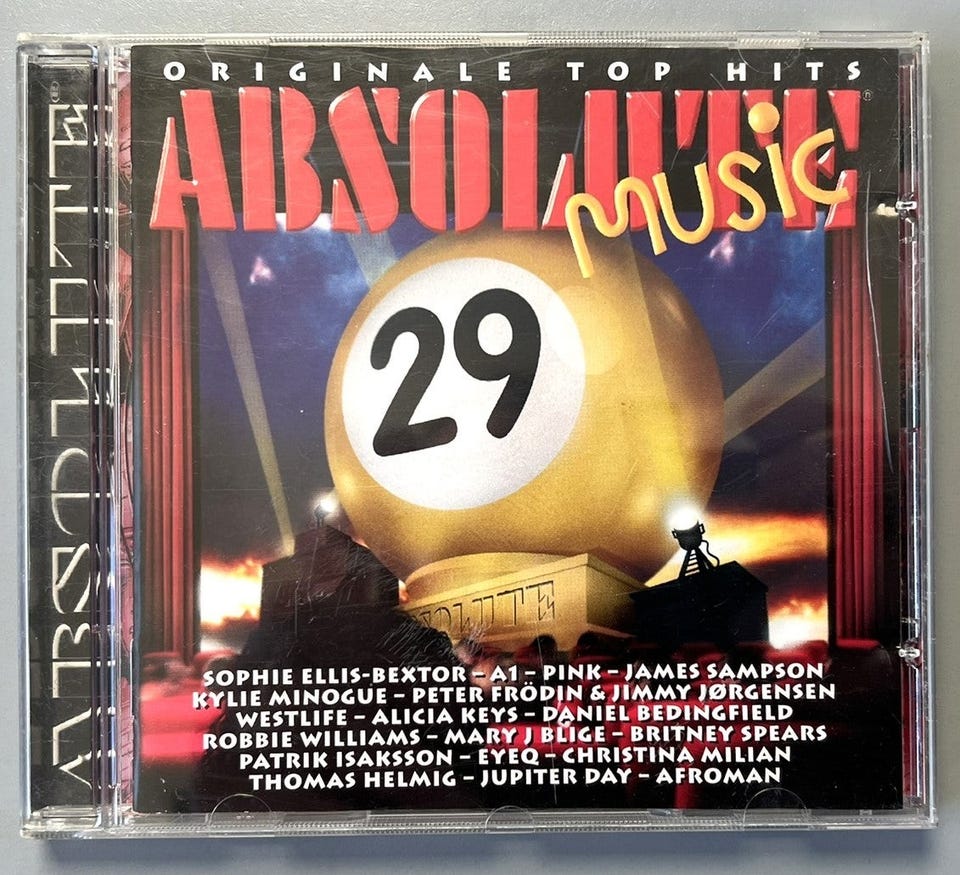 ORIGINALE TOP HITS
ABSOLUTE
MUSIC
29
ABSOLUTE
SOPHIE ELLIS-BEXTOR – A1 – PINK – JAMES SAMPSON
KYLIE MINOGUE – PETER FRÖDIN & JIMMY JØRGENSEN
WESTLIFE – ALICIA KEYS – DANIEL BEDINGFIELD
ROBBIE WILLIAMS – MARY J BLIGE – BRITNEY SPEARS
PATRIK ISAKSSON – EYEQ – CHRISTINA MILIAN
THOMAS HELMIG – JUPITER DAY – AFROMAN
ABSOLUTE®